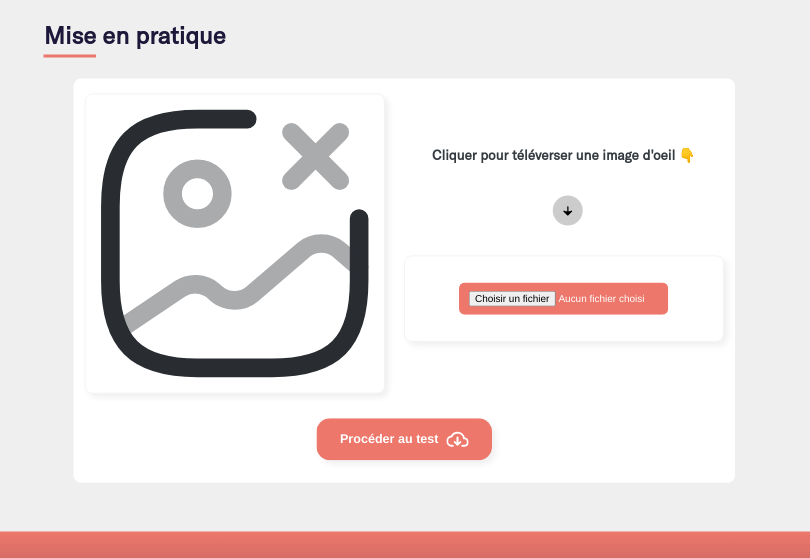 Mise en pratique
Cliquer pour téléverser une image d'oeil 👇
Choisir un fichier Aucun fichier choisi
Procéder au test